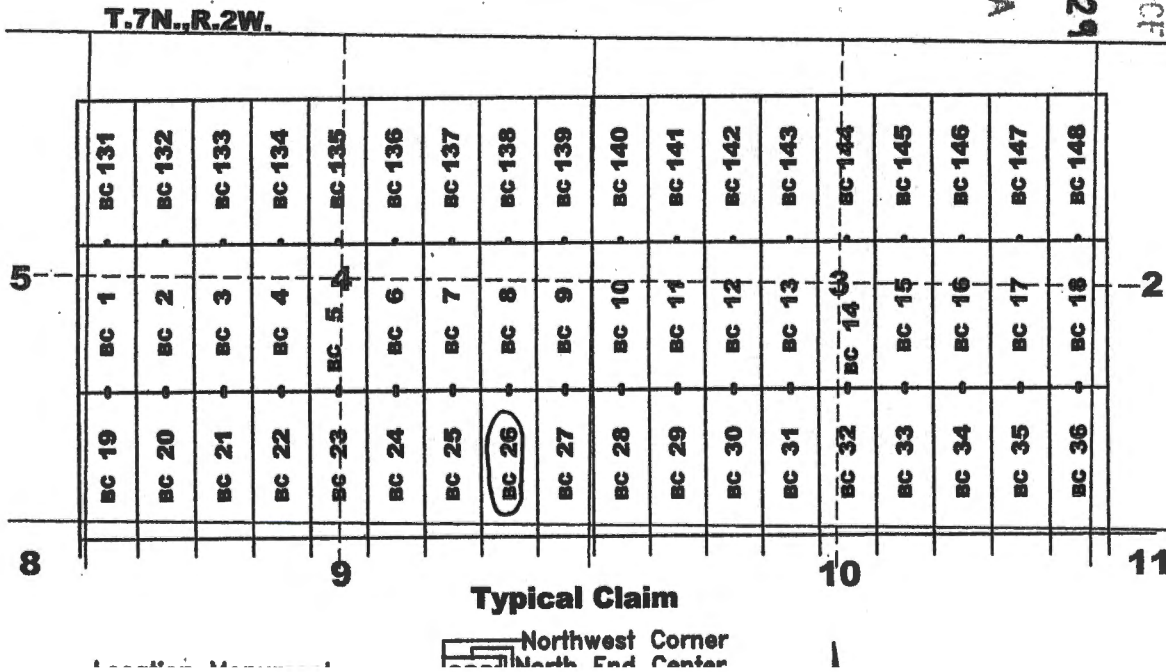 T.7N.,R.2W.
29
BC 131
BC 132
BC 133
BC 134
BC 135
BC 136
BC 137
BC 138
BC 139
BC 140
BC 141
BC 142
BC 143
BC 144
BC 145
BC 146
BC 147
BC 148
5
4
3
2
BC 1
BC 2
BC 3
BC 4
BC 5
BC 6
BC 7
BC 8
BC 9
BC 10
BC 11
BC 12
BC 13
BC 14
BC 15
BC 16
BC 17
BC 18
BC 19
BC 20
BC 21
BC 22
BC 23
BC 24
BC 25
BC 26
BC 27
BC 28
BC 29
BC 30
BC 31
BC 32
BC 33
BC 34
BC 35
BC 36
8
9
10
11
Typical Claim
Northwest Corner
Location Monument
North End Center